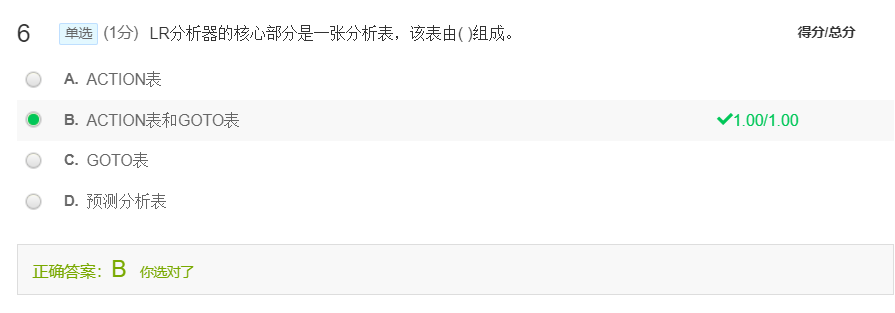 6 单选 (1分) LR分析器的核心部分是一张分析表，该表由( )组成。 得分/总分
A. ACTION表
B. ACTION表和GOTO表 1.00/1.00
C. GOTO表
D. 预测分析表
正确答案：B 你选对了